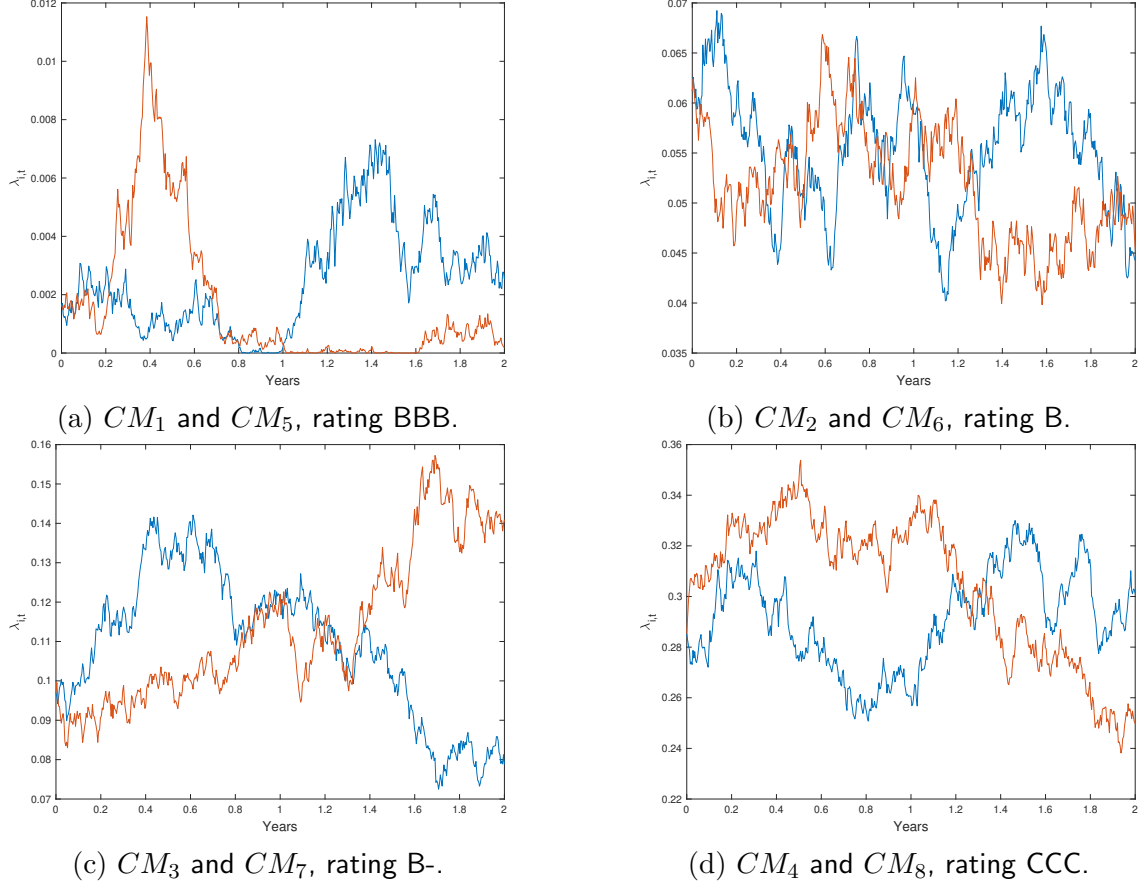 0.012
0.01
0.008
0.006
0.004
0.002
0
λi,t
0 0.2 0.4 0.6 0.8 1 1.2 1.4 1.6 1.8 2
Years
(a) CM1 and CM5, rating BBB.
0.07
0.065
0.06
0.055
0.05
0.045
0.04
0.035
λi,t
0 0.2 0.4 0.6 0.8 1 1.2 1.4 1.6 1.8 2
Years
(b) CM2 and CM6, rating B.
0.16
0.15
0.14
0.13
0.12
0.11
0.1
0.09
0.08
0.07
λi,t
0 0.2 0.4 0.6 0.8 1 1.2 1.4 1.6 1.8 2
Years
(c) CM3 and CM7, rating B-.
0.36
0.34
0.32
0.3
0.28
0.26
0.24
0.22
λi,t
0 0.2 0.4 0.6 0.8 1 1.2 1.4 1.6 1.8 2
Years
(d) CM4 and CM8, rating CCC.